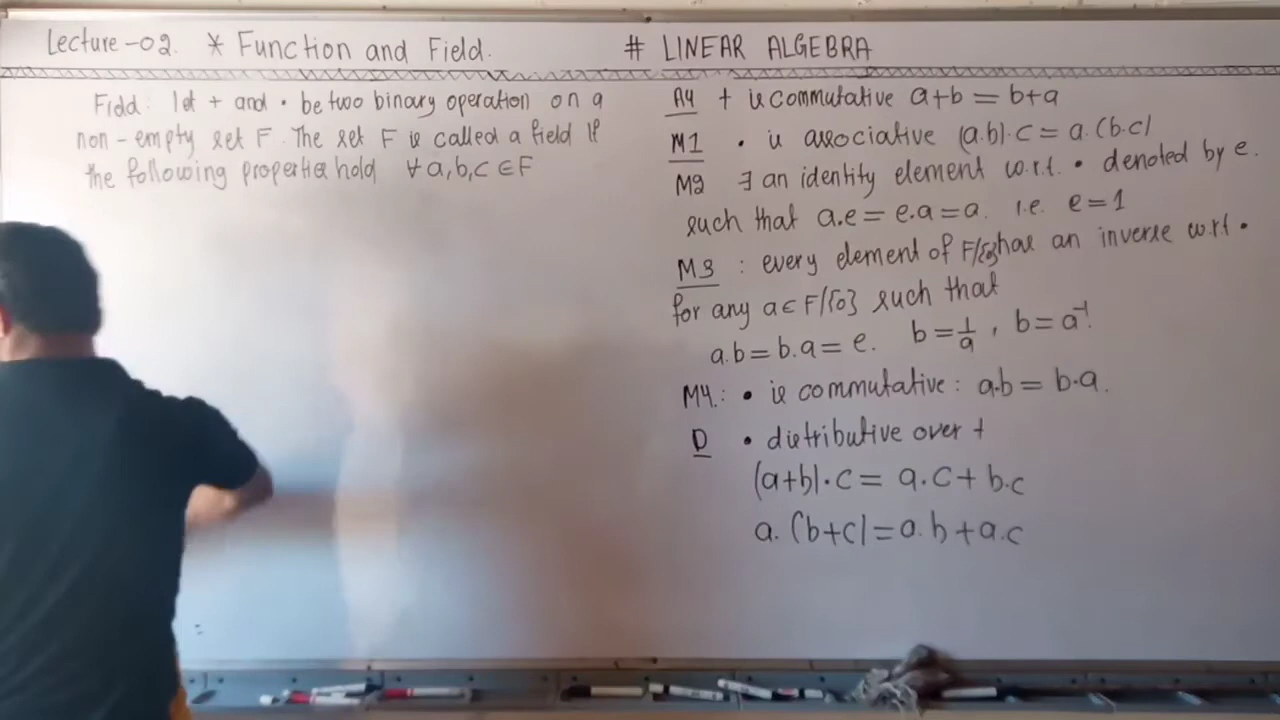 Lecture-02. * Function and Field.
# LINEAR ALGEBRA
Field: let + and • be two binary operation on a
non-empty set F. The set F is called a field if
the following properties hold ∀ a,b,c ∈ F
A4 + is commutative a+b = b+a
M1 • is associative (a.b).c = a.(b.c)
M2 ∃ an identity element w.r.t. • denoted by e.
such that a.e = e.a = a. i.e. e=1
M3 : every element of F/{0} has an inverse w.r.t •
for any a ∈ F/{0} such that
a.b = b.a = e. b = 1/a , b = a⁻¹.
M4.: • is commutative: a.b = b.a.
D • distributive over +
(a+b).c = a.c + b.c
a.(b+c) = a.b + a.c